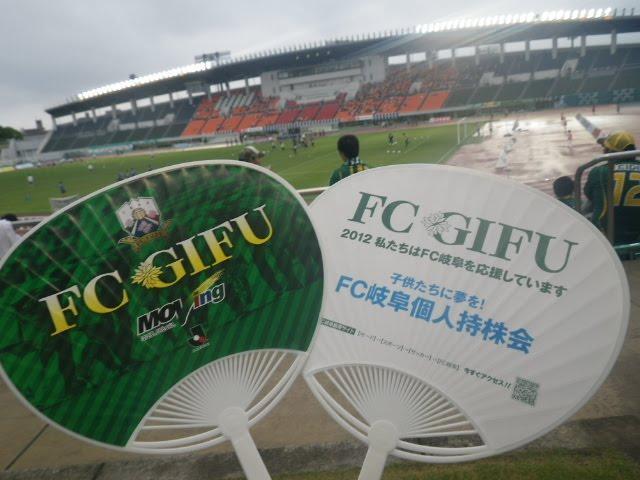 FC GIFU
MOVing
FC GIFU
2012 私たちはFC岐阜を応援しています
子供たちに夢を!
FC岐阜個人持株会
今すぐアクセス!!
12